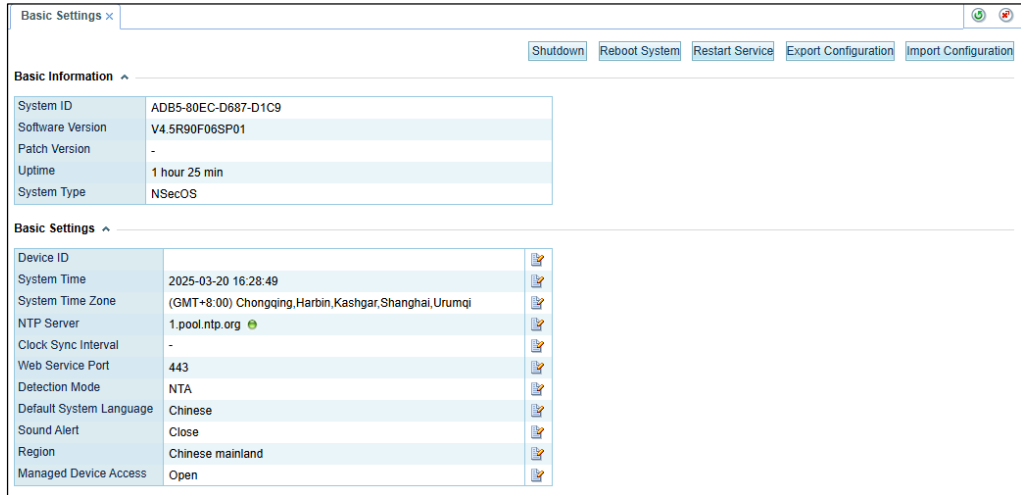 Basic Settings ×
Shutdown Reboot System Restart Service Export Configuration Import Configuration
Basic Information
System ID ADB5-80EC-D687-D1C9
Software Version V4.5R90F06SP01
Patch Version -
Uptime 1 hour 25 min
System Type NSecOS
Basic Settings
Device ID
System Time 2025-03-20 16:28:49
System Time Zone (GMT+8:00) Chongqing,Harbin,Kashgar,Shanghai,Urumqi
NTP Server 1.pool.ntp.org
Clock Sync Interval -
Web Service Port 443
Detection Mode NTA
Default System Language Chinese
Sound Alert Close
Region Chinese mainland
Managed Device Access Open